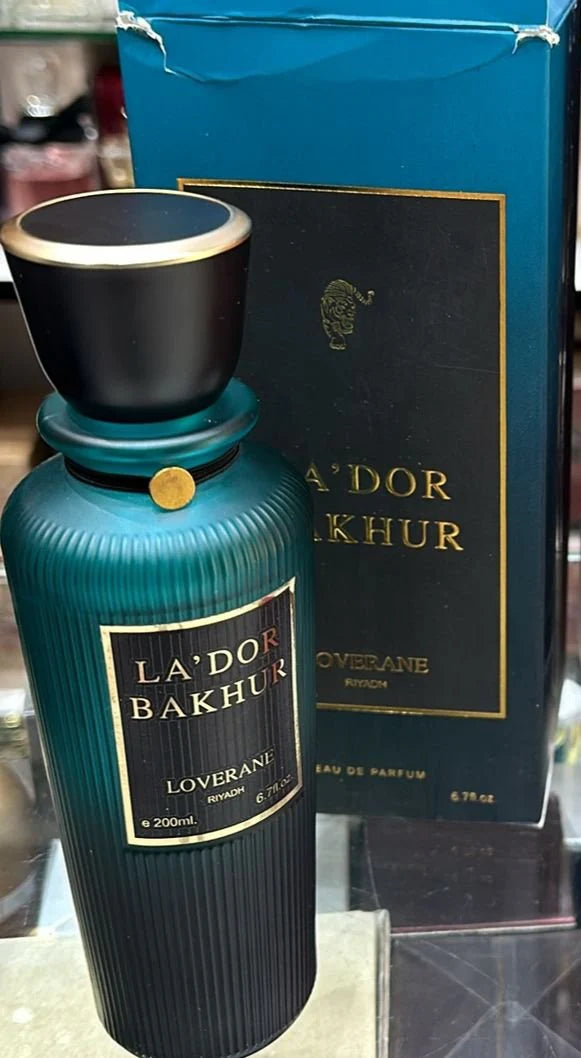 LA'DOR
BAKHUR
LOVERANE
RIYADH
e 200ml.
6.7fl.oz.
A'DOR
AKHUR
OVERANE
RIYADH
EAU DE PARFUM
6.7fl.oz